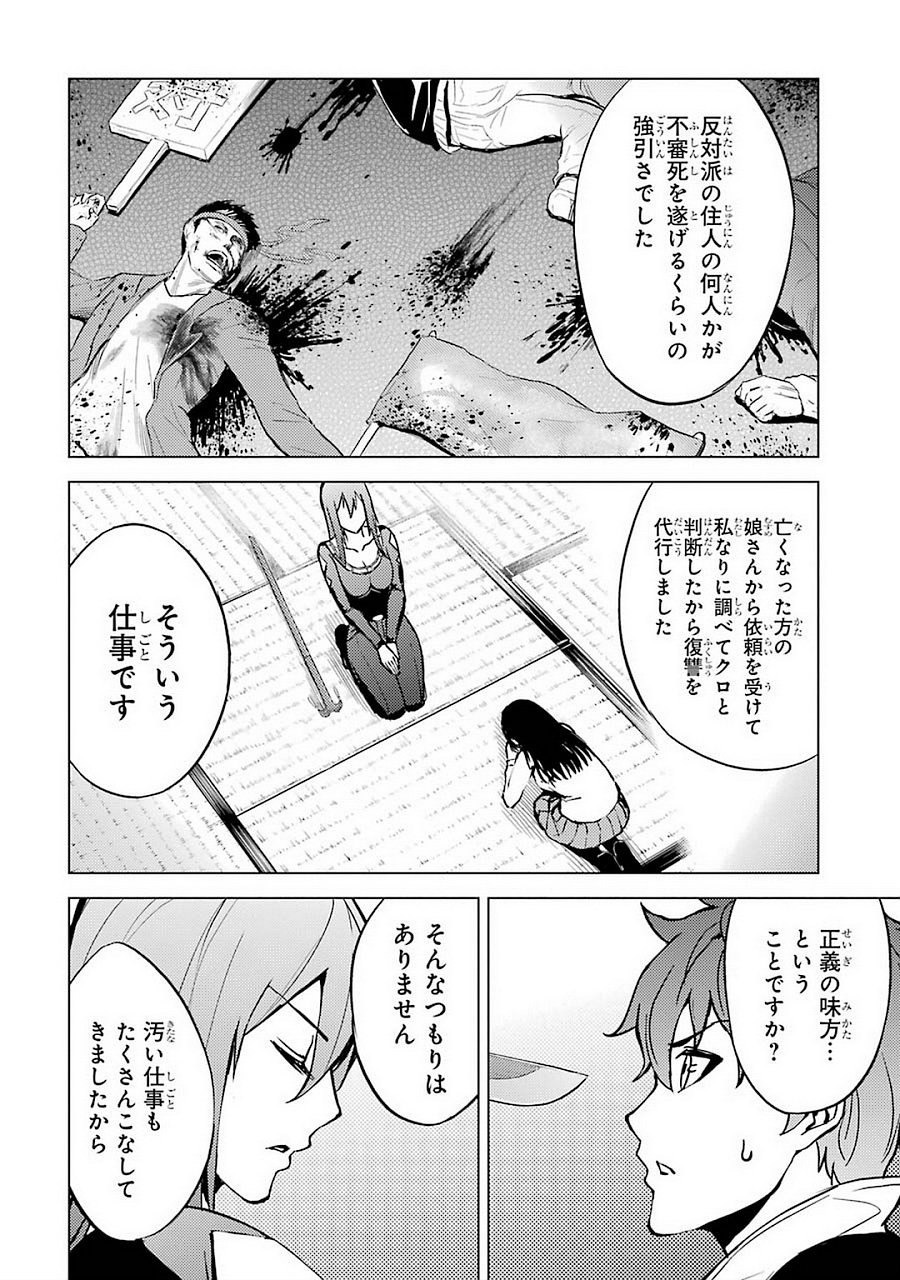 反対派の住人の何人かが
不審死を遂げるくらいの
強引さでした
亡くなった方の
娘さんから依頼を受けて
私なりに調べてクロと
判断したから復讐を
代行しました
そういう
仕事です
正義の味方…
という
ことですか？
そんなつもりは
ありません
汚い仕事も
たくさんこなして
きましたから